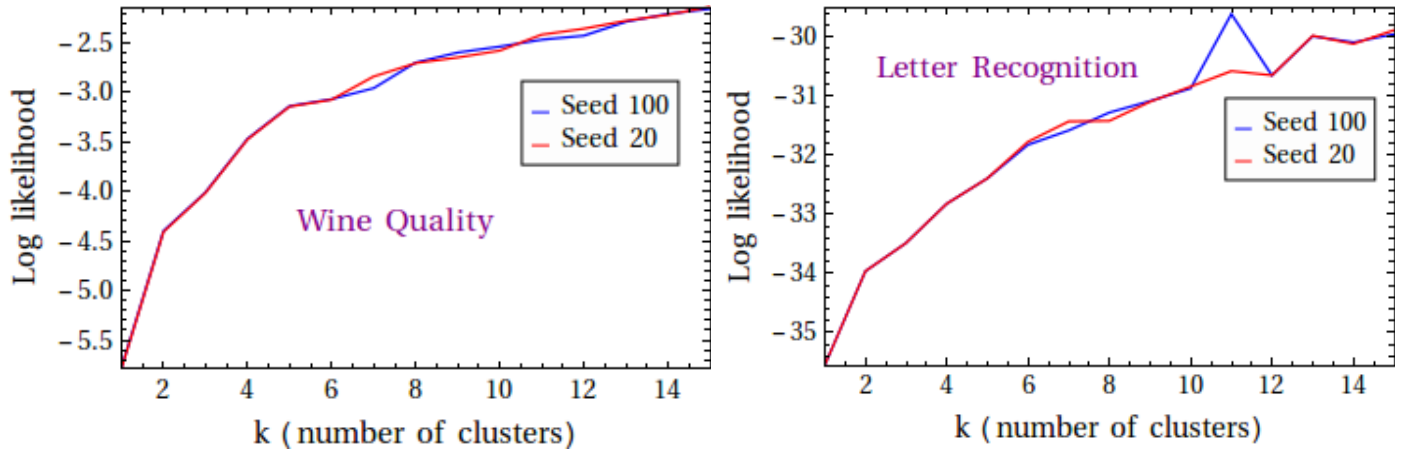 Log likelihood
-2.5
-3.0
-3.5
-4.0
-4.5
-5.0
-5.5
Wine Quality
Seed 100
Seed 20
2 4 6 8 10 12 14
k (number of clusters)
Log likelihood
-30
-31
-32
-33
-34
-35
Letter Recognition
Seed 100
Seed 20
2 4 6 8 10 12 14
k (number of clusters)